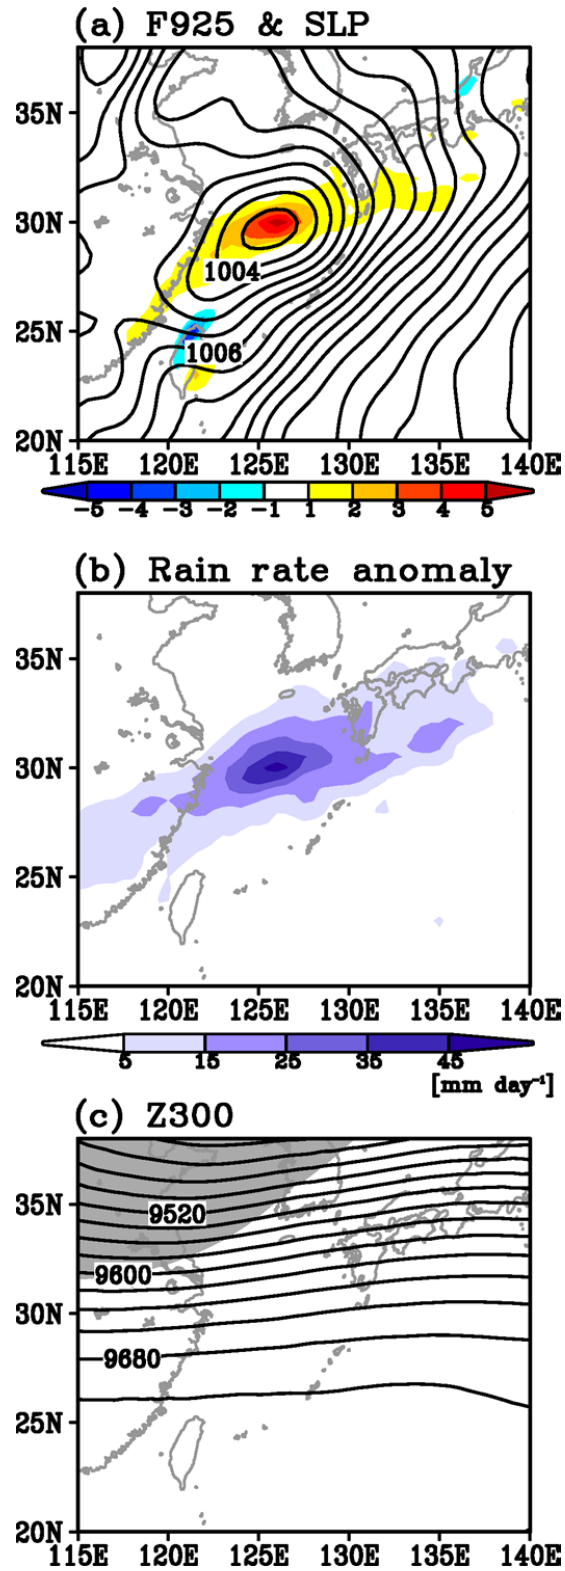 (a) F925 & SLP
35N
30N
1004
25N
1006
20N
115E 120E 125E 130E 135E 140E
-5 -4 -3 -2 -1 1 2 3 4 5
(b) Rain rate anomaly
35N
30N
25N
20N
115E 120E 125E 130E 135E 140E
5 15 25 35 45
[mm day⁻¹]
(c) Z300
35N
9520
9600
30N
9680
25N
20N
115E 120E 125E 130E 135E 140E